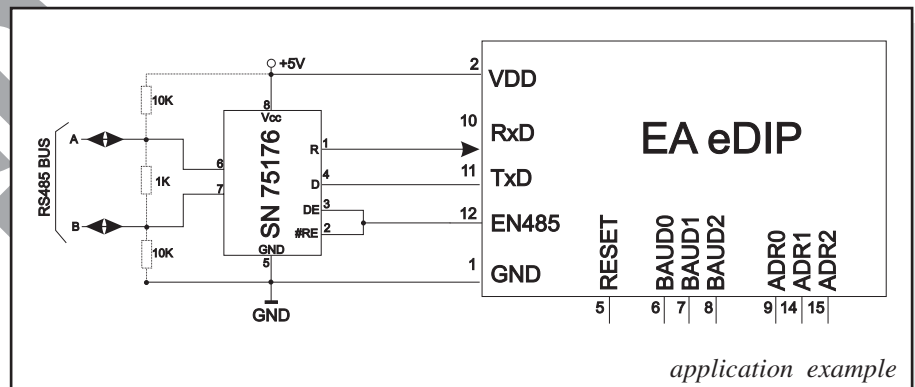 +5V
10K
8
Vcc
2
VDD
A
6
R
1
10
RxD
EA eDIP
RS485 BUS
1K
SN 75176
D
4
11
TxD
7
DE
3
12
EN485
B
#RE
2
10K
GND
5
1
GND
GND
RESET
BAUD0
BAUD1
BAUD2
ADR0
ADR1
ADR2
5
6
7
8
9
14
15
application example